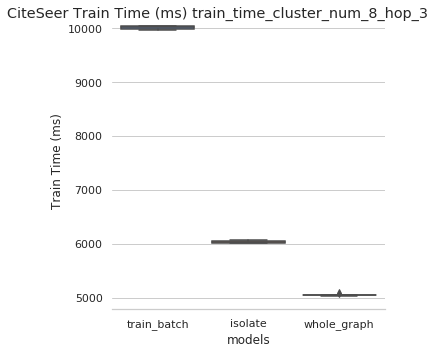 CiteSeer Train Time (ms) train_time_cluster_num_8_hop_3
10000
9000
8000
7000
6000
5000
Train Time (ms)
train_batch isolate whole_graph
models